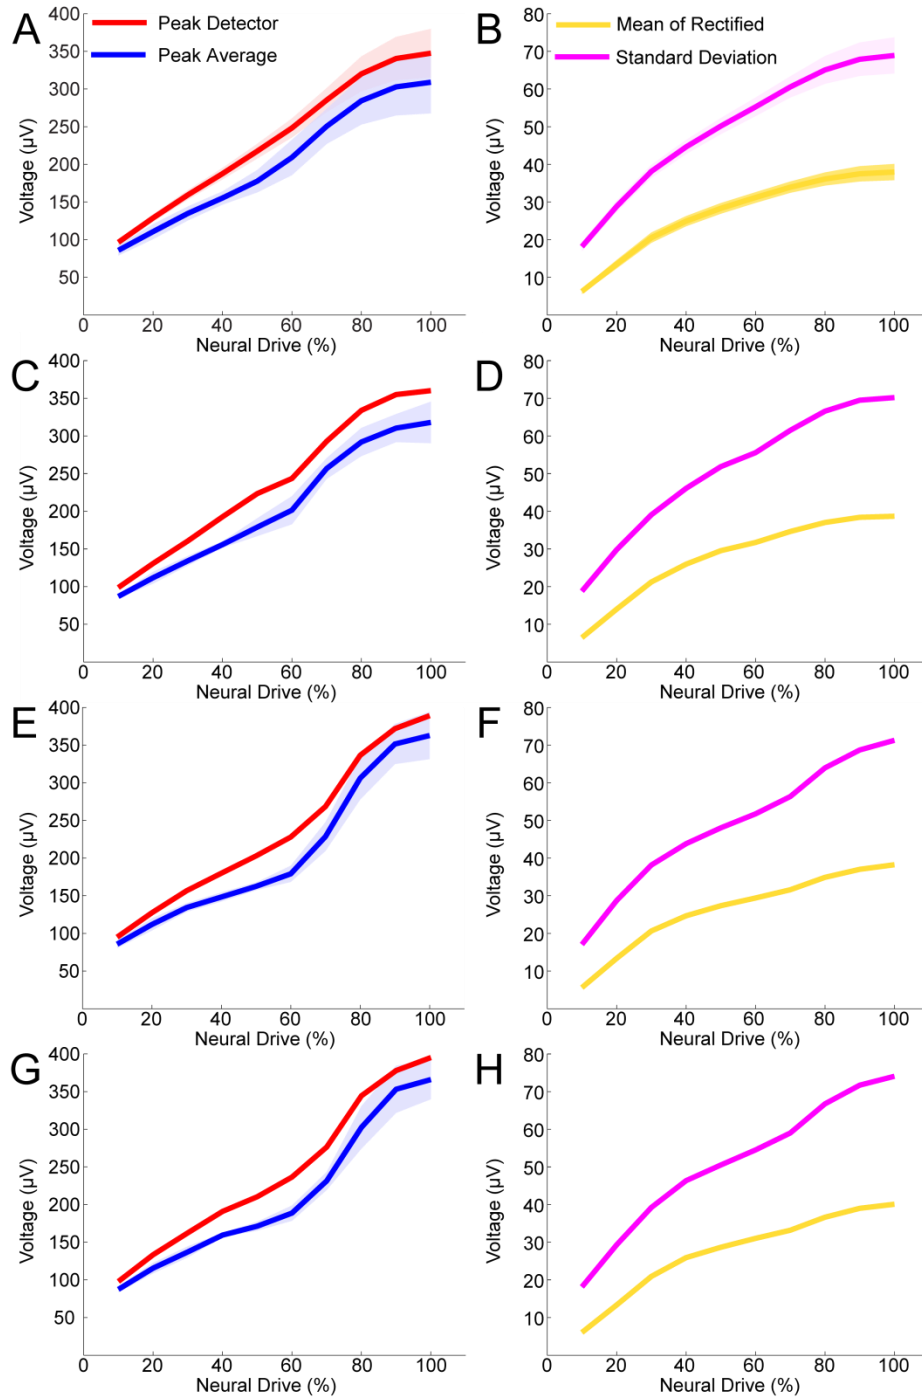 A
Peak Detector
Peak Average
400
350
300
250
200
150
100
50
Voltage (µV)
0 20 40 60 80 100
Neural Drive (%)
B
Mean of Rectified
Standard Deviation
80
70
60
50
40
30
20
10
Voltage (µV)
0 20 40 60 80 100
Neural Drive (%)
C
400
350
300
250
200
150
100
50
Voltage (µV)
0 20 40 60 80 100
Neural Drive (%)
D
80
70
60
50
40
30
20
10
Voltage (µV)
0 20 40 60 80 100
Neural Drive (%)
E
400
350
300
250
200
150
100
50
Voltage (µV)
0 20 40 60 80 100
Neural Drive (%)
F
80
70
60
50
40
30
20
10
Voltage (µV)
0 20 40 60 80 100
Neural Drive (%)
G
400
350
300
250
200
150
100
50
Voltage (µV)
0 20 40 60 80 100
Neural Drive (%)
H
80
70
60
50
40
30
20
10
Voltage (µV)
0 20 40 60 80 100
Neural Drive (%)